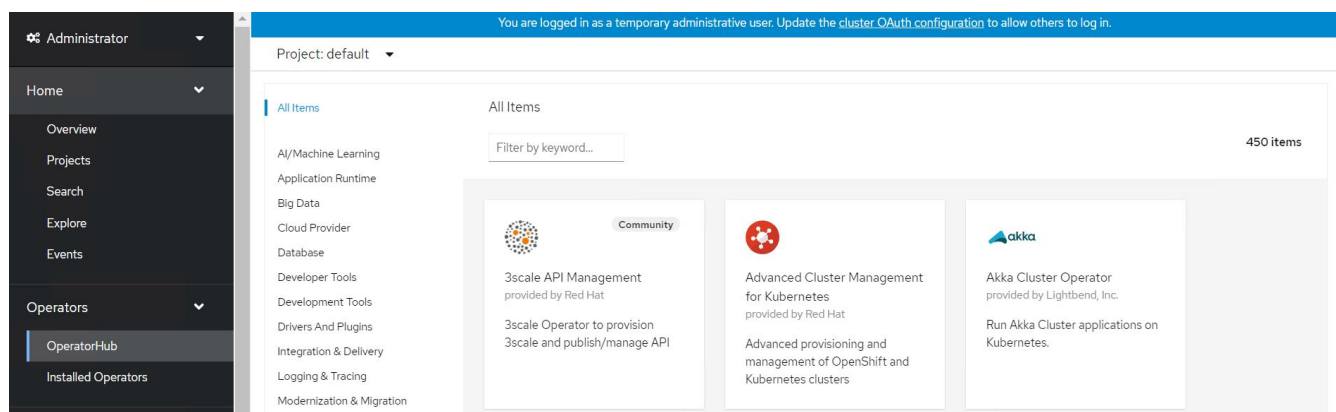 You are logged in as a temporary administrative user. Update the cluster OAuth configuration to allow others to log in.
Administrator
Home
Overview
Projects
Search
Explore
Events
Operators
OperatorHub
Installed Operators
Project: default
All Items
AI/Machine Learning
Application Runtime
Big Data
Cloud Provider
Database
Developer Tools
Development Tools
Drivers And Plugins
Integration & Delivery
Logging & Tracing
Modernization & Migration
All Items
Filter by keyword...
450 items
Community
3scale API Management
provided by Red Hat
3scale Operator to provision
3scale and publish/manage API
Advanced Cluster Management
for Kubernetes
provided by Red Hat
Advanced provisioning and
management of OpenShift and
Kubernetes clusters
akka
Akka Cluster Operator
provided by Lightbend, Inc.
Run Akka Cluster applications on
Kubernetes.